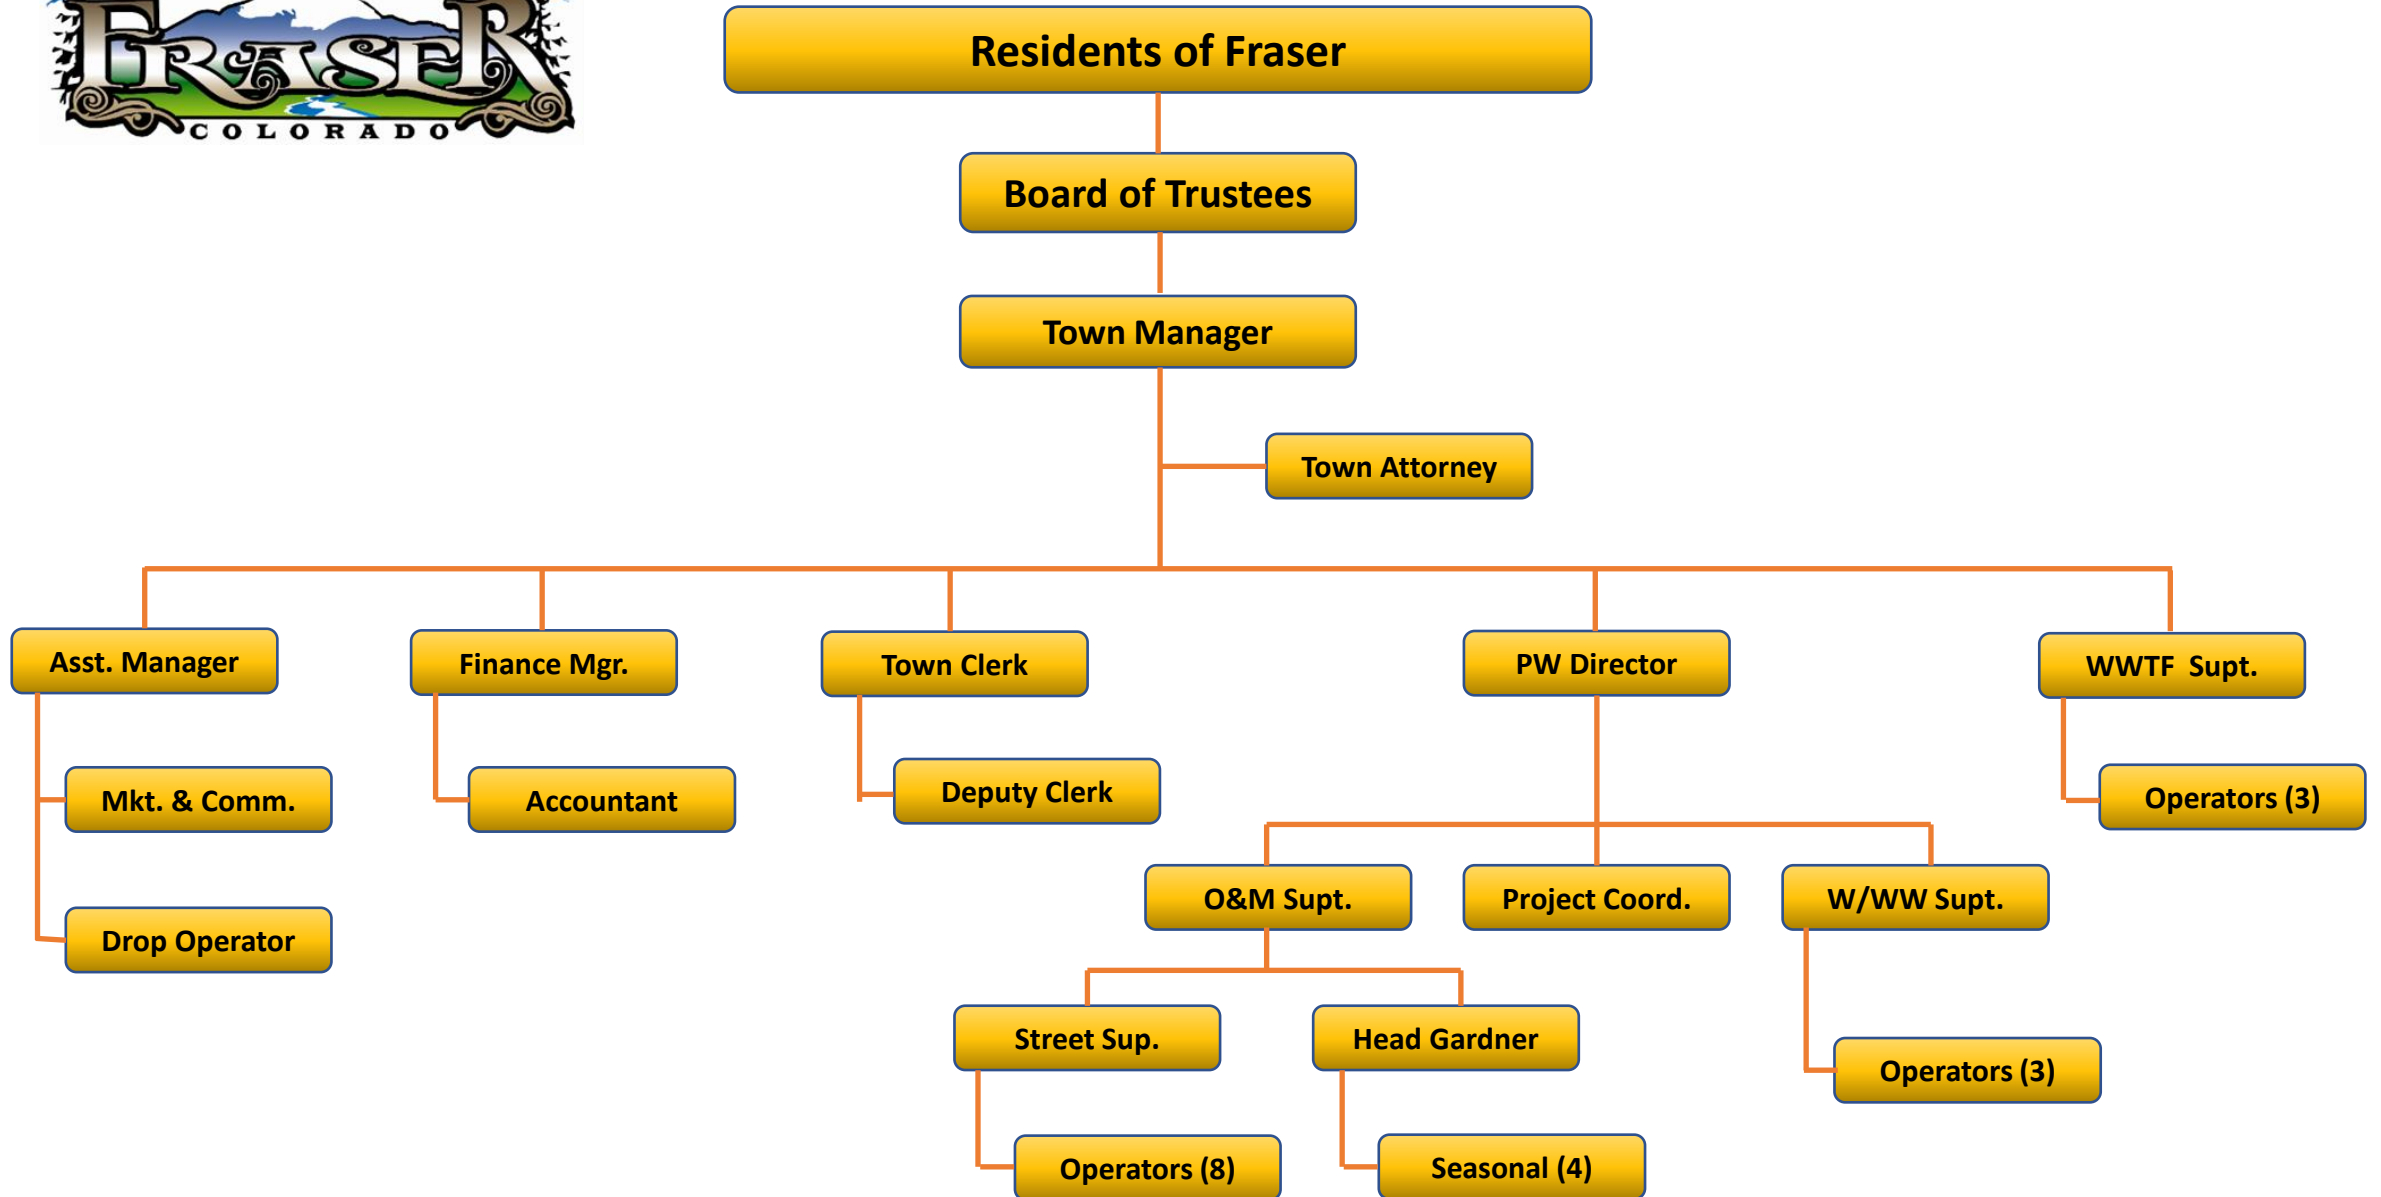 FRASER
COLORADO
Residents of Fraser
Board of Trustees
Town Manager
Town Attorney
Asst. Manager
Finance Mgr.
Town Clerk
PW Director
WWTF Supt.
Mkt. & Comm.
Accountant
Deputy Clerk
Operators (3)
O&M Supt.
Project Coord.
W/WW Supt.
Drop Operator
Street Sup.
Head Gardner
Operators (3)
Operators (8)
Seasonal (4)